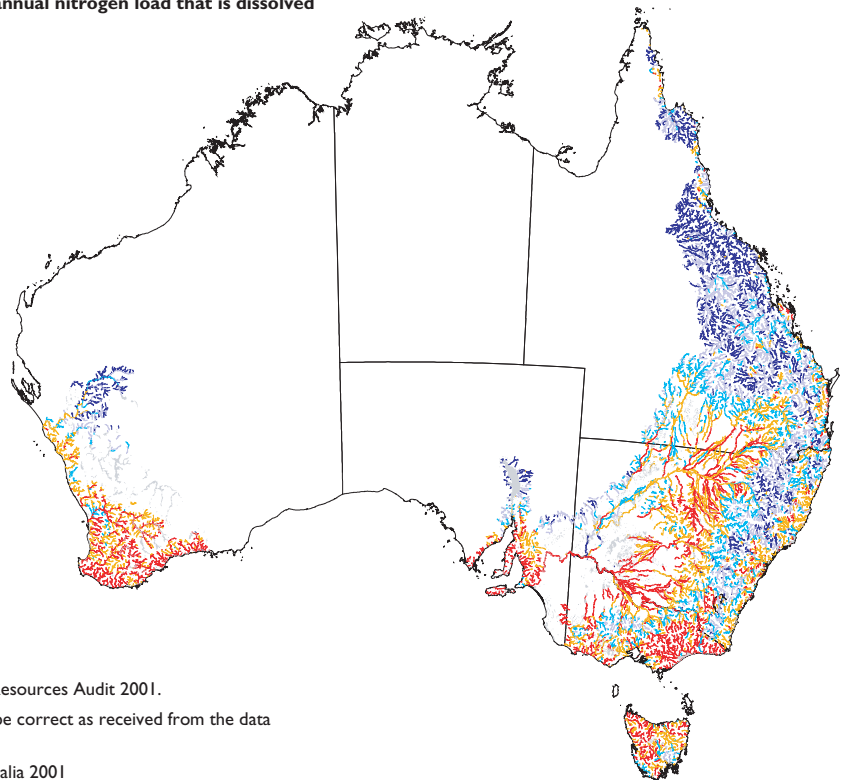 annual nitrogen load that is dissolved
esources Audit 2001.
be correct as received from the data
alia 2001